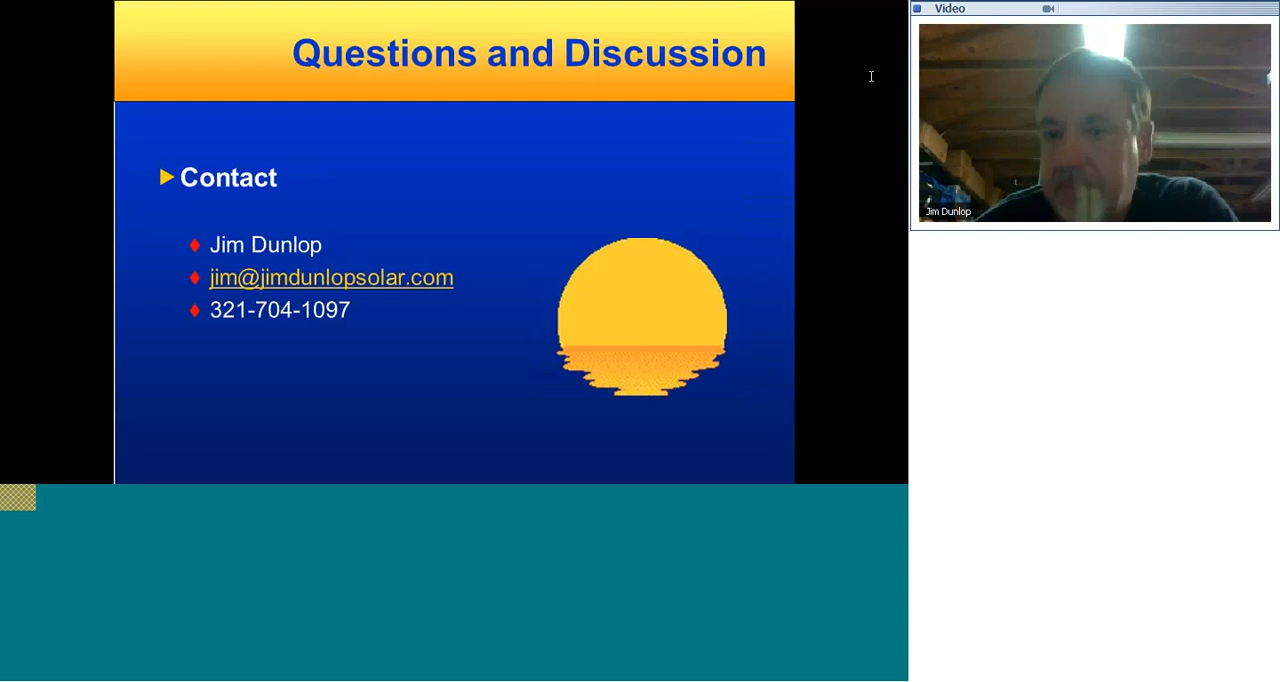 Questions and Discussion
Contact
Jim Dunlop
jim@jimdunlopsolar.com
321-704-1097
Video
Jim Dunlop